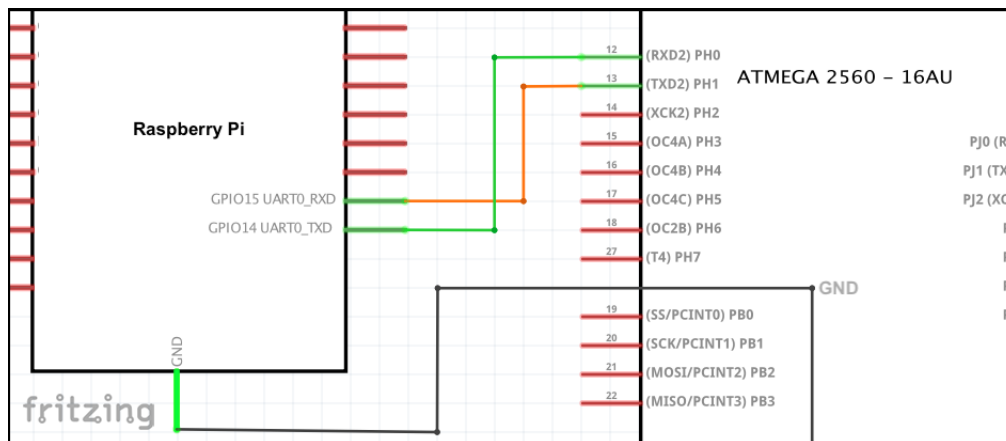 12
(RXD2) PH0
13
(TXD2) PH1
ATMEGA 2560 – 16AU
14
(XCK2) PH2
Raspberry Pi
15
(OC4A) PH3
PJ0 (R
16
(OC4B) PH4
PJ1 (TX
GPIO15 UART0_RXD
17
(OC4C) PH5
PJ2 (XC
GPIO14 UART0_TXD
18
(OC2B) PH6
27
(T4) PH7
GND
19
(SS/PCINT0) PB0
20
(SCK/PCINT1) PB1
GND
21
(MOSI/PCINT2) PB2
22
(MISO/PCINT3) PB3
fritzing